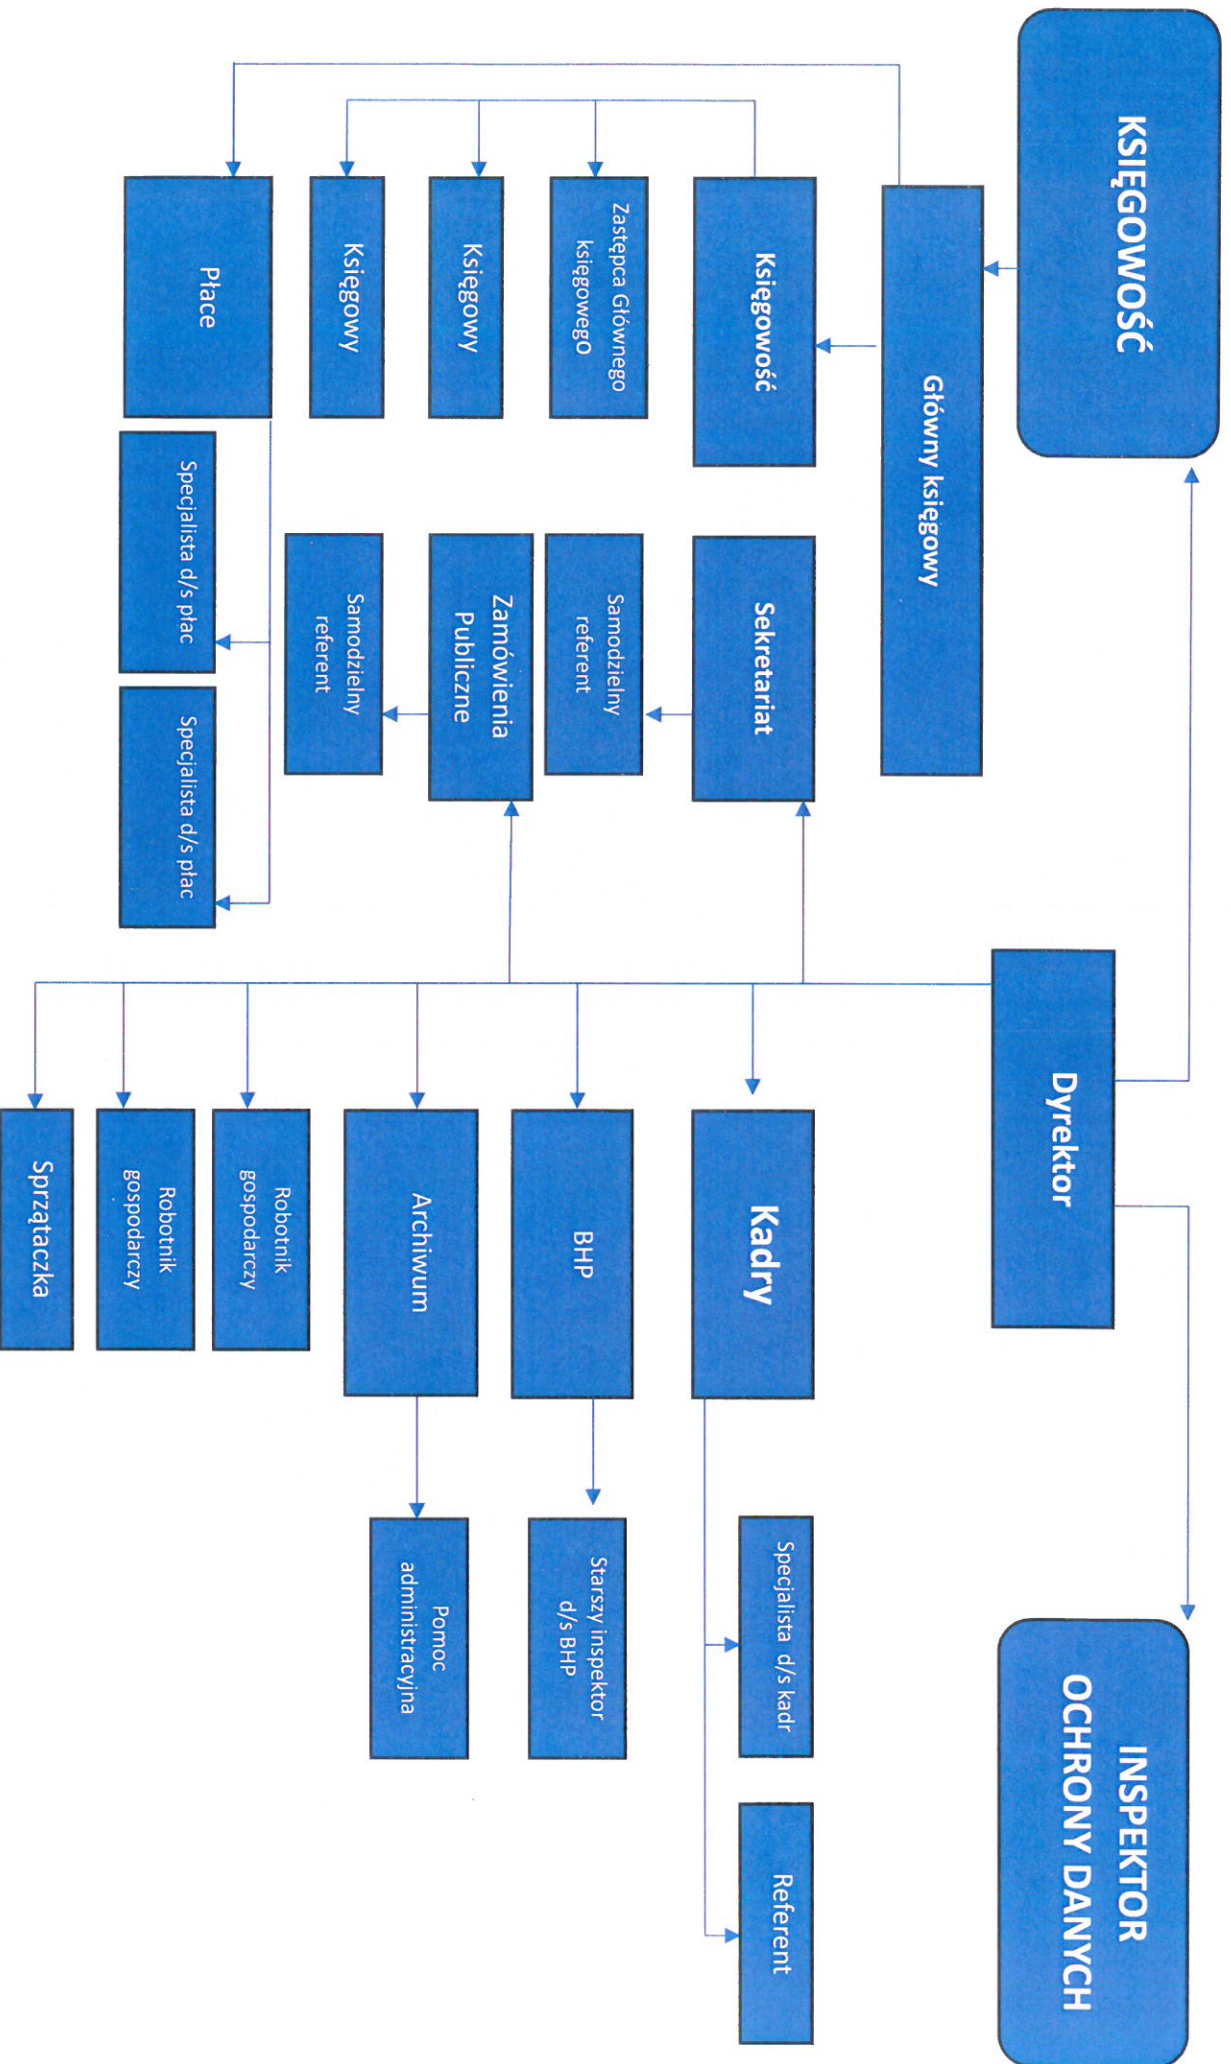 KSIĘGOWOŚĆ
Dyrektor
INSPEKTOR
OCHRONY DANYCH
Główny księgowy
Księgowość
Sekretariat
Kadry
Specjalista d/s kadr
Referent
Zastępca Głównego
księgowego
Samodzielny
referent
BHP
Starszy inspektor
d/s BHP
Księgowy
Zamówienia
Publiczne
Archiwum
Pomoc
administracyjna
Księgowy
Samodzielny
referent
Robotnik
gospodarczy
Płace
Specjalista d/s płac
Specjalista d/s płac
Robotnik
gospodarczy
Sprzątaczka